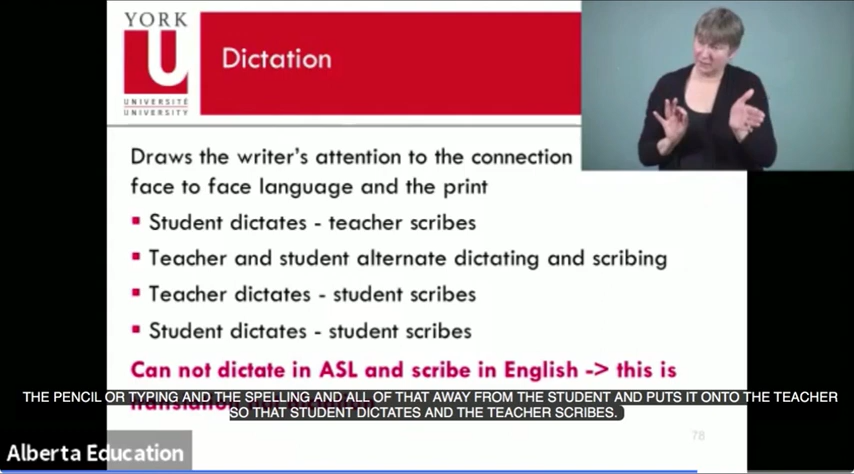 YORK
U
UNIVERSITÉ
UNIVERSITY
Dictation
Draws the writer's attention to the connection
face to face language and the print
▪ Student dictates - teacher scribes
▪ Teacher and student alternate dictating and scribing
▪ Teacher dictates - student scribes
▪ Student dictates - student scribes
Can not dictate in ASL and scribe in English -> this is
THE PENCIL OR TYPING AND THE SPELLING AND ALL OF THAT AWAY FROM THE STUDENT AND PUTS IT ONTO THE TEACHER
SO THAT STUDENT DICTATES AND THE TEACHER SCRIBES.
78
Alberta Education